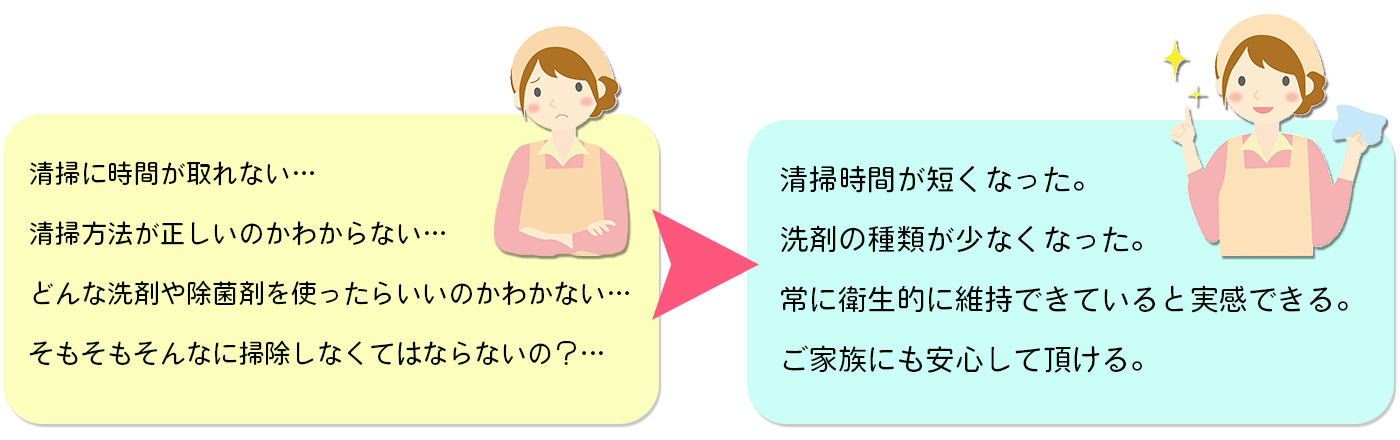 清掃に時間が取れない…
清掃方法が正しいのかわからない…
どんな洗剤や除菌剤を使ったらいいのかわかない…
そもそもそんなに掃除しなくてはならないの？…
清掃時間が短くなった。
洗剤の種類が少なくなった。
常に衛生的に維持できていると実感できる。
ご家族にも安心して頂ける。